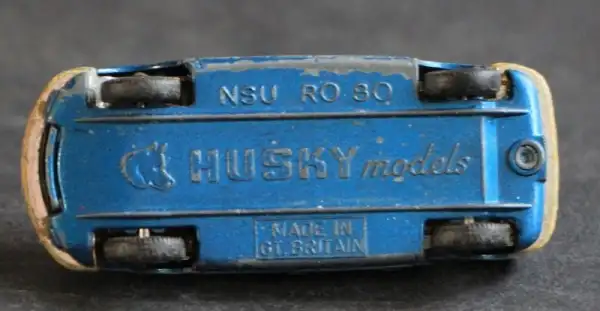 NSU RO 80
HUSKY models
MADE IN
GT. BRITAIN